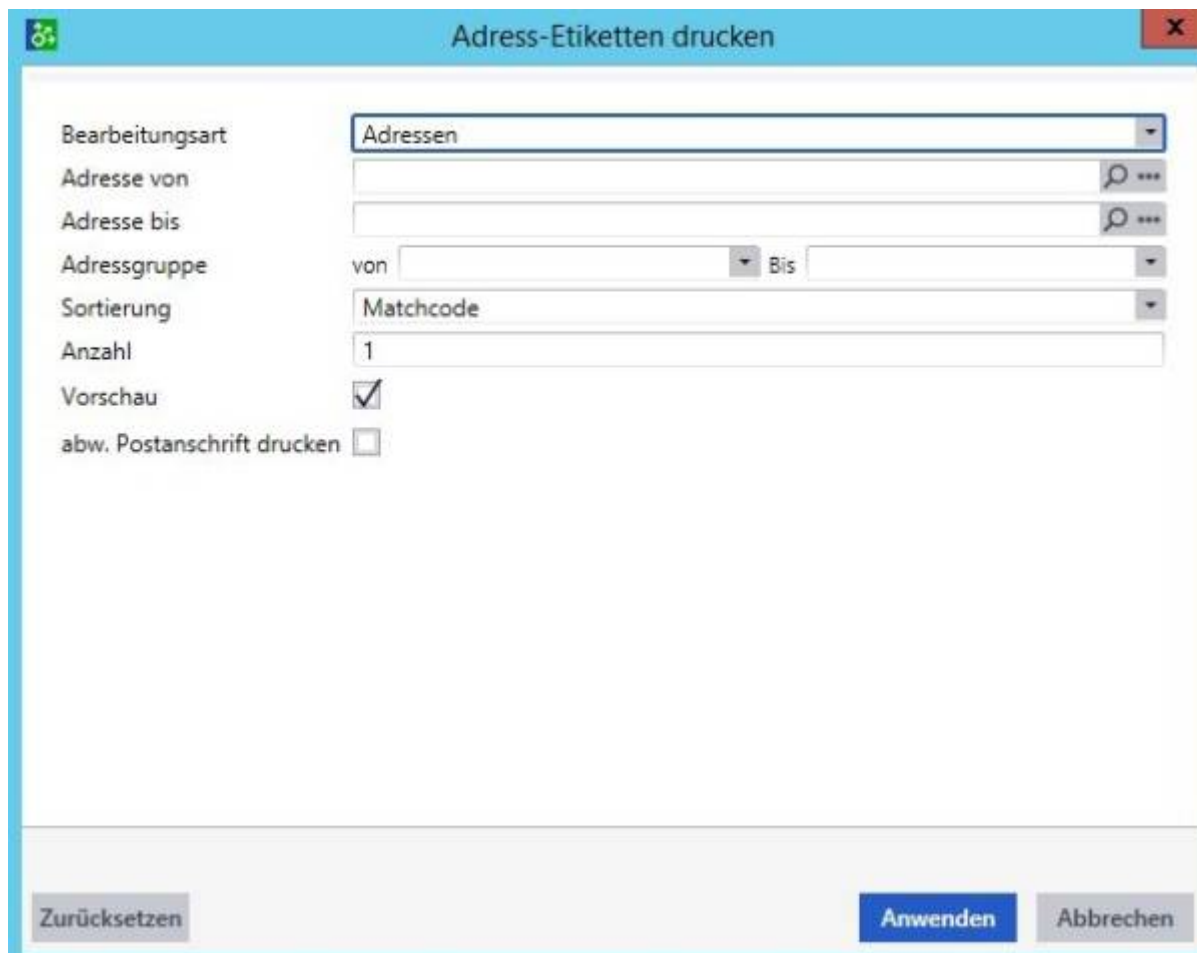 Adress-Etiketten drucken
x
Bearbeitungsart Adressen
Adresse von
Adresse bis
Adressgruppe von Bis
Sortierung Matchcode
Anzahl 1
Vorschau
abw. Postanschrift drucken
Zurücksetzen Anwenden Abbrechen